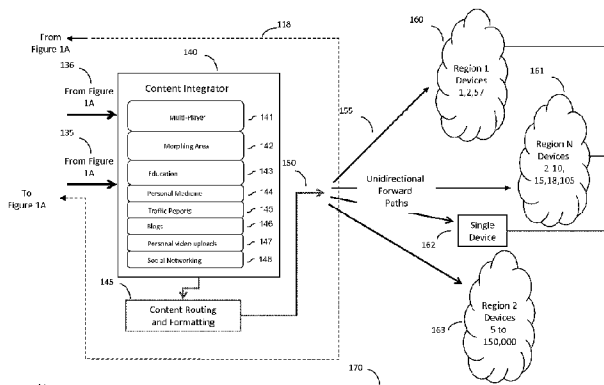 From
Figure 1A
118
160
140
136
Content Integrator
From Figure
1A
Multi-Player
141
Morphing Area
142
135
Education
143
From Figure
1A
Personal Medicine
144
Traffic Reports
145
Blogs
146
Personal video uploads
147
Social Networking
148
To
Figure 1A
145
Content Routing
and Formatting
150
155
Unidirectional
Forward
Paths
Region 1
Devices
1,2,57
161
Region N
Devices
2-10,
15,18,105
Single
Device
162
Region 2
Devices
5 to
150,000
163
170